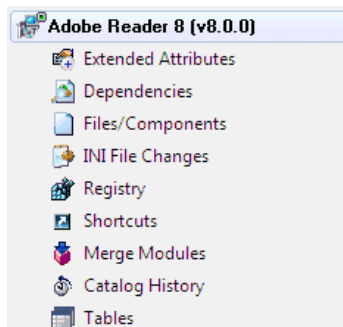 Adobe Reader 8 (v8.0.0)
Extended Attributes
Dependencies
Files/Components
INI File Changes
Registry
Shortcuts
Merge Modules
Catalog History
Tables